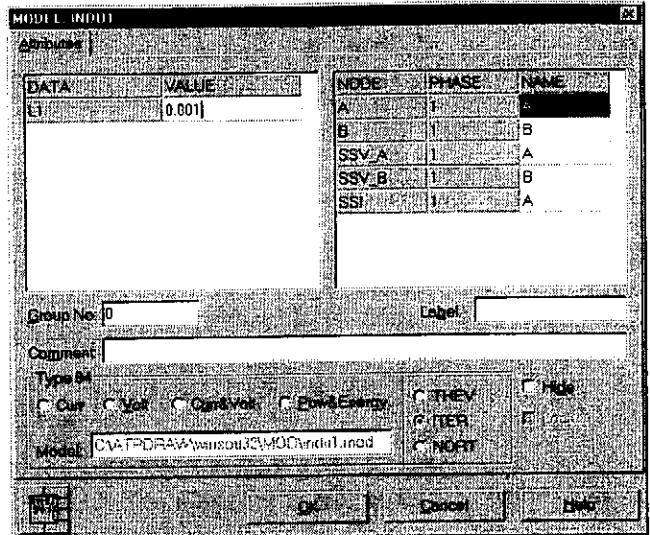 MODEL: INDU1
Attributes
DATA VALUE
L1 0.001
NODE PHASE NAME
A 1 A
B 1 B
SSV_A 1 A
SSV_B 1 B
SSI 1 A
Group No: 0
Label:
Comment:
Type 94
Curr Volt Curr&Volt Pow&Energy
THEV
ITER
NORT
Hide
Model: C:\ATPDRAW\winsou32\MOD\indu1.mod
OK Cancel Help